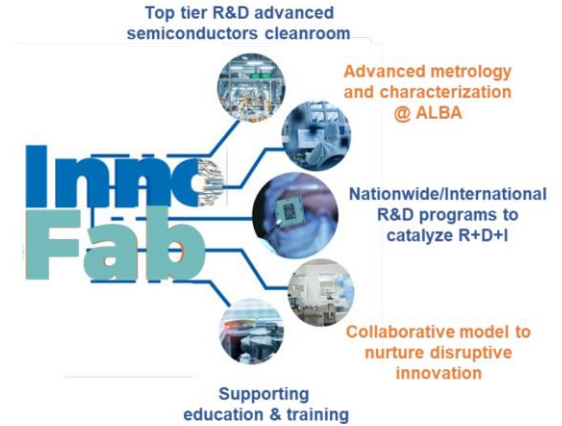 Top tier R&D advanced
semiconductors cleanroom
Advanced metrology
and characterization
@ ALBA
Inno
Fab
Nationwide/International
R&D programs to
catalyze R+D+I
Collaborative model to
nurture disruptive
innovation
Supporting
education & training